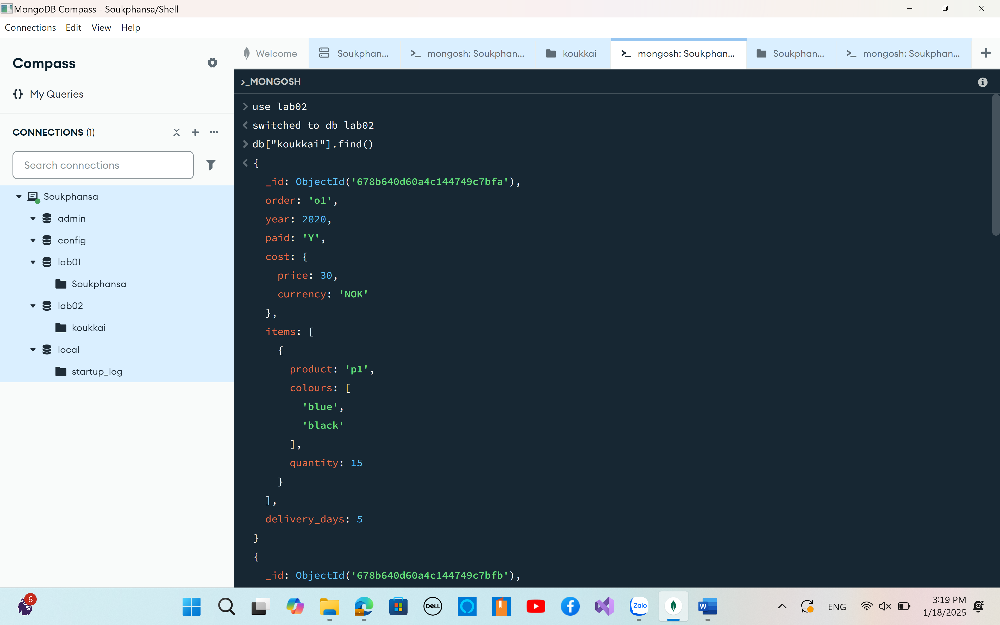 MongoDB Compass - Soukphansa/Shell
Connections Edit View Help
Compass
{} My Queries
CONNECTIONS (1)
Search connections
Soukphansa
admin
config
lab01
Soukphansa
lab02
koukkai
local
startup_log
Welcome Soukphan... >_ mongosh: Soukphan... koukkai >_ mongosh: Soukphan... Soukphan... >_ mongosh: Soukphan... +
>_MONGOSH
> use lab02
< switched to db lab02
> db["koukkai"].find()
< {
_id: ObjectId('678b640d60a4c144749c7bfa'),
order: 'o1',
year: 2020,
paid: 'Y',
cost: {
price: 30,
currency: 'NOK'
},
items: [
{
product: 'p1',
colours: [
'blue',
'black'
],
quantity: 15
}
],
delivery_days: 5
}
{
_id: ObjectId('678b640d60a4c144749c7bfb'),
6
DELL
Zalo
W
ENG
3:19 PM
1/18/2025